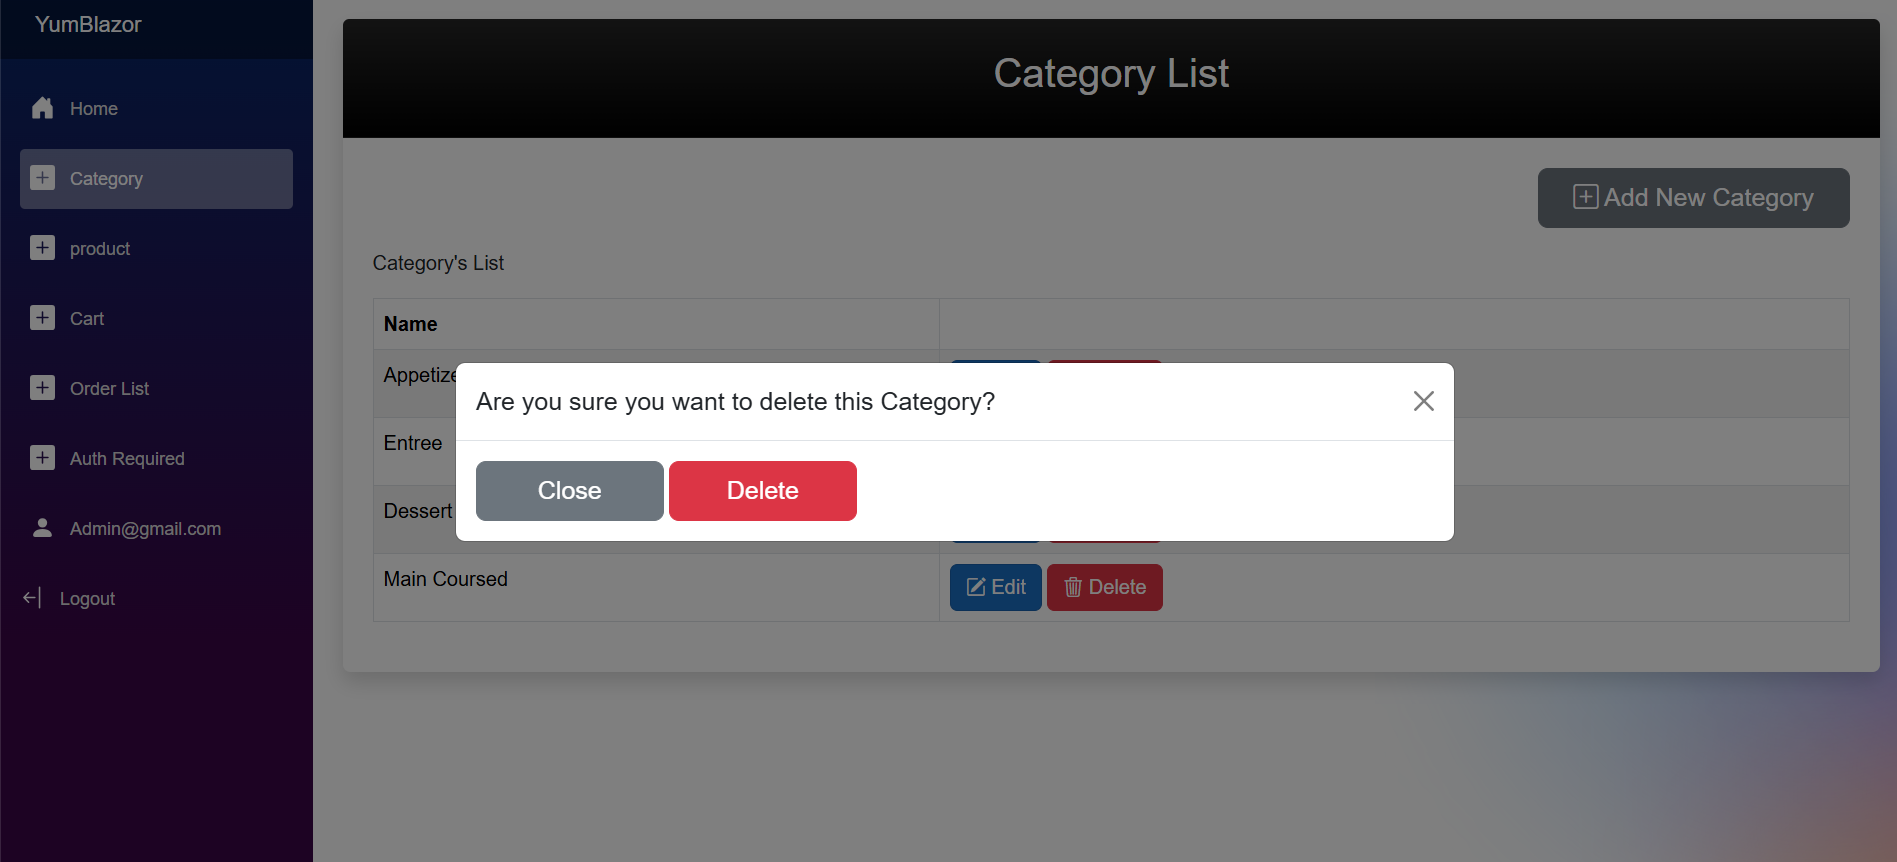 YumBlazor
Home
Category
product
Cart
Order List
Auth Required
Admin@gmail.com
Logout
Category List
Add New Category
Category's List
Name
Entree
Dessert
Main Coursed
Edit
Delete
Are you sure you want to delete this Category?
Close
Delete